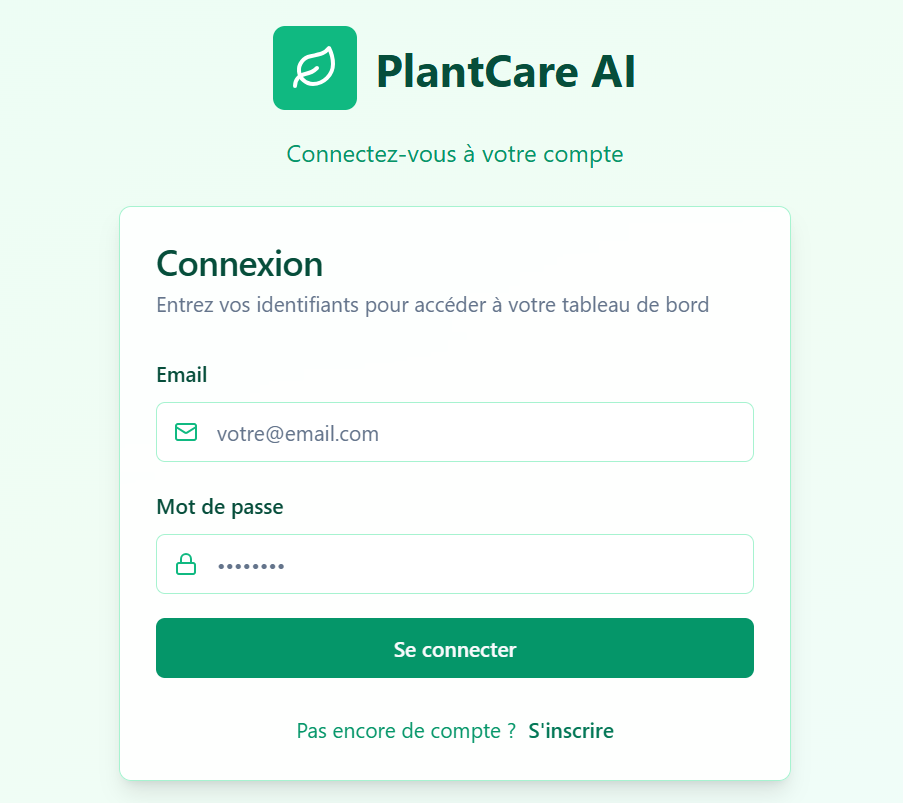 PlantCare AI
Connectez-vous à votre compte
Connexion
Entrez vos identifiants pour accéder à votre tableau de bord
Email
votre@email.com
Mot de passe
••••••••
Se connecter
Pas encore de compte ? S'inscrire